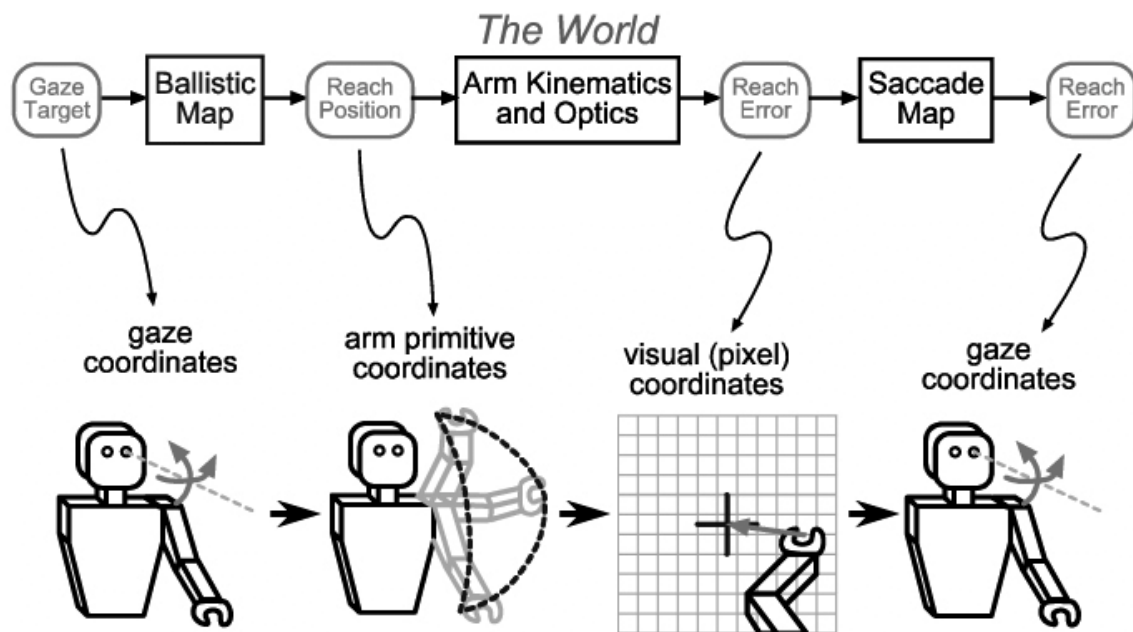 The World
Gaze
Target
Ballistic
Map
Reach
Position
Arm Kinematics
and Optics
Reach
Error
Saccade
Map
Reach
Error
gaze
coordinates
arm primitive
coordinates
visual (pixel)
coordinates
gaze
coordinates